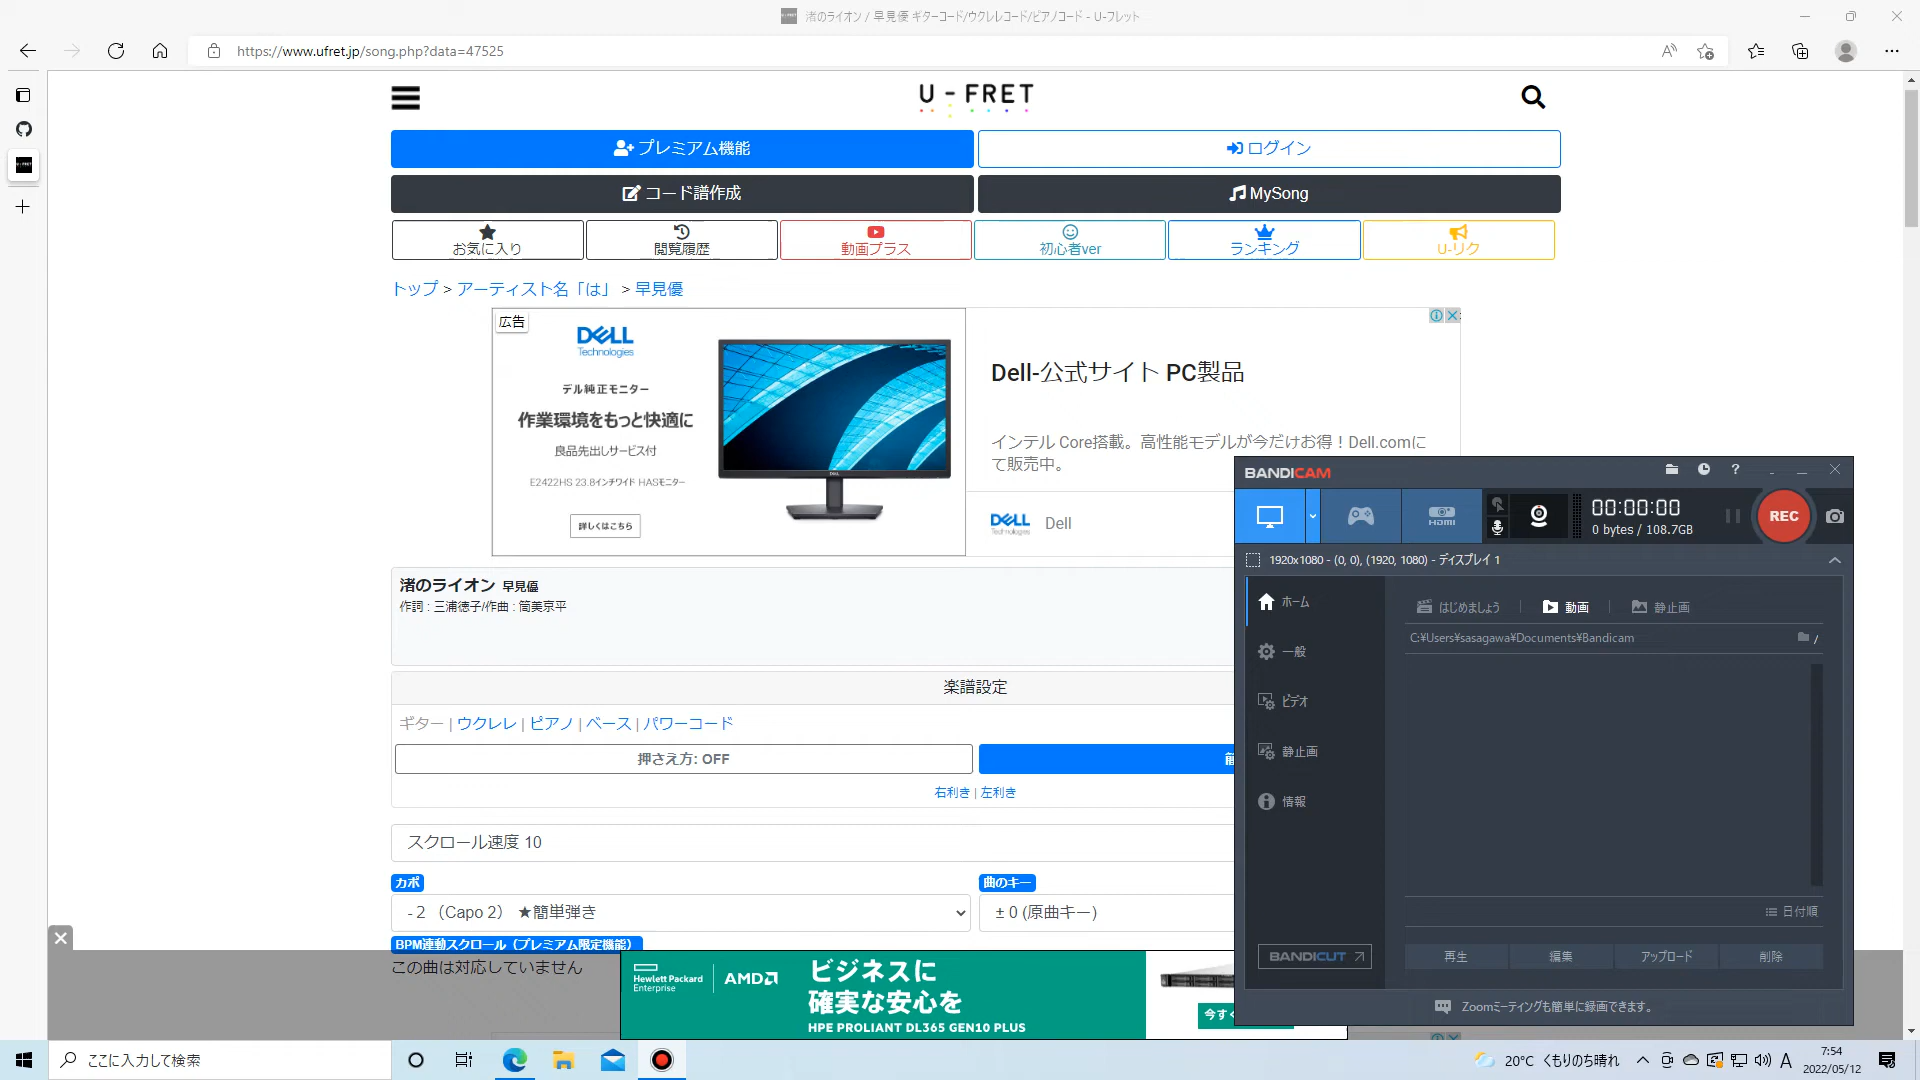 渚のライオン / 早見優 ギターコード/ウクレレコード/ピアノコード - U-フレット
https://www.ufret.jp/song.php?data=47525
U-FRET
プレミアム機能
ログイン
コード譜作成
MySong
お気に入り
閲覧履歴
動画プラス
初心者ver
ランキング
U-リク
トップ > アーティスト名「は」 > 早見優
広告
DELL
Technologies
デル純正モニター
作業環境をもっと快適に
良品先出しサービス付
E2422HS 23.8インチワイド HASモニター
詳しくはこちら
Dell-公式サイト PC製品
インテル Core搭載。高性能モデルが今だけお得！Dell.comに
て販売中。
DELL
Technologies
Dell
渚のライオン 早見優
作詞 : 三浦徳子/作曲 : 筒美京平
楽譜設定
ギター | ウクレレ | ピアノ | ベース | パワーコード
押さえ方: OFF
右利き | 左利き
スクロール速度 10
カポ
曲のキー
- 2 （Capo 2） ★簡単弾き
± 0 (原曲キー)
BPM連動スクロール（プレミアム限定機能）
この曲は対応していません
Hewlett Packard
Enterprise
AMD
ビジネスに
確実な安心を
HPE PROLIANT DL365 GEN10 PLUS
今すぐ
BANDICAM
HDMI
00:00:00
0 bytes / 108.7GB
REC
1920x1080 - (0, 0), (1920, 1080) - ディスプレイ 1
ホーム
一般
ビデオ
静止画
情報
はじめましょう
動画
静止画
C:¥Users¥sasagawa¥Documents¥Bandicam
日付順
BANDICUT
再生
編集
アップロード
削除
Zoomミーティングも簡単に録画できます。
ここに入力して検索
20°C くもりのち晴れ
A
7:54
2022/05/12